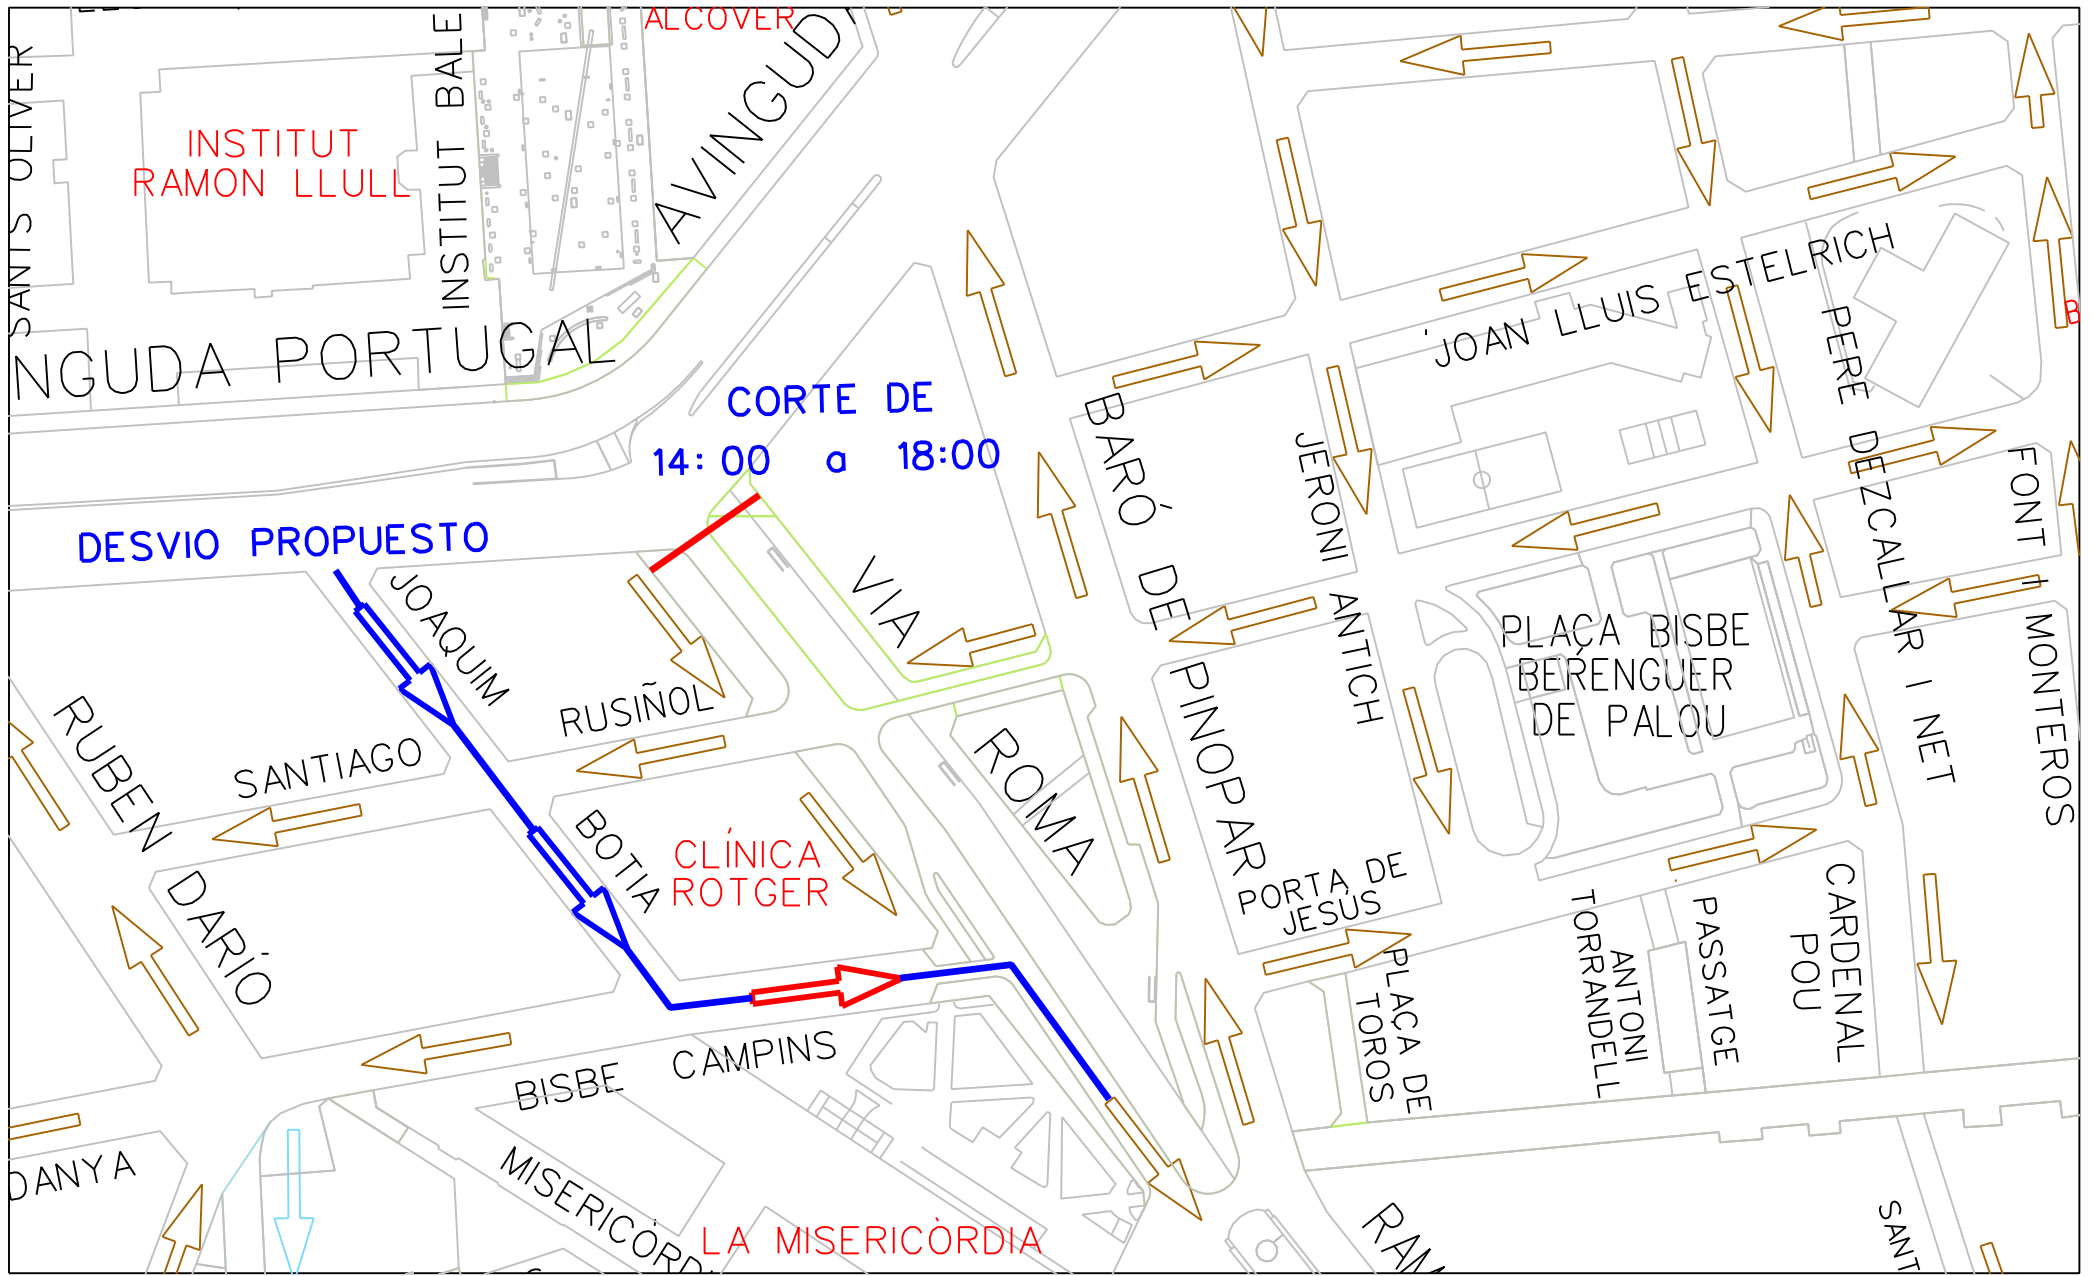 ALCOVER
SANTS OLIVER
INSTITUT
RAMON LLULL
INSTITUT BALE
AVINGUDA
NGUDA PORTUGAL
CORTE DE
14:00 a 18:00
DESVIO PROPUESTO
JOAN LLUIS ESTELRICH
B
PERE DEZCALLAR I NET
FONT I MONTEROS
BARÓ DE PINOPAR
JERONI ANTICH
VIA ROMA
PLAÇA BISBE
BERENGUER
DE PALOU
JOAQUIM BOTIA
SANTIAGO RUSIÑOL
RUBEN DARÍO
CLÍNICA
ROTGER
PORTA DE
JESÚS
PLAÇA DE
TOROS
ANTONI
TORRANDELL
PASSATGE
CARDENAL
POU
BISBE CAMPINS
DANYA
MISERICÒRD
LA MISERICÒRDIA
RAM
SANT